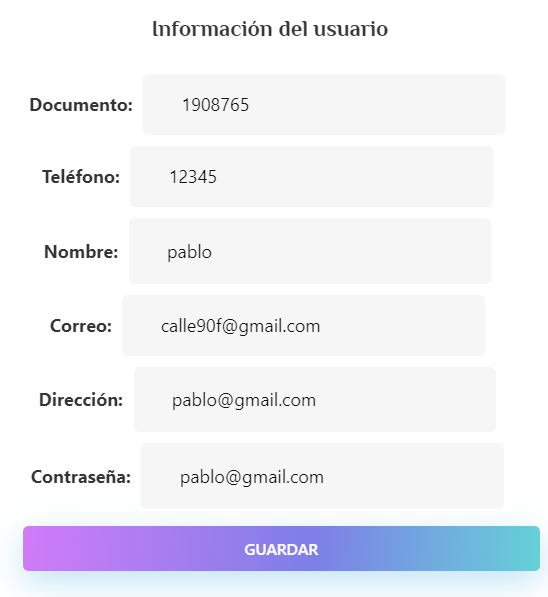 Información del usuario
Documento: 1908765
Teléfono: 12345
Nombre: pablo
Correo: calle90f@gmail.com
Dirección: pablo@gmail.com
Contraseña: pablo@gmail.com
GUARDAR